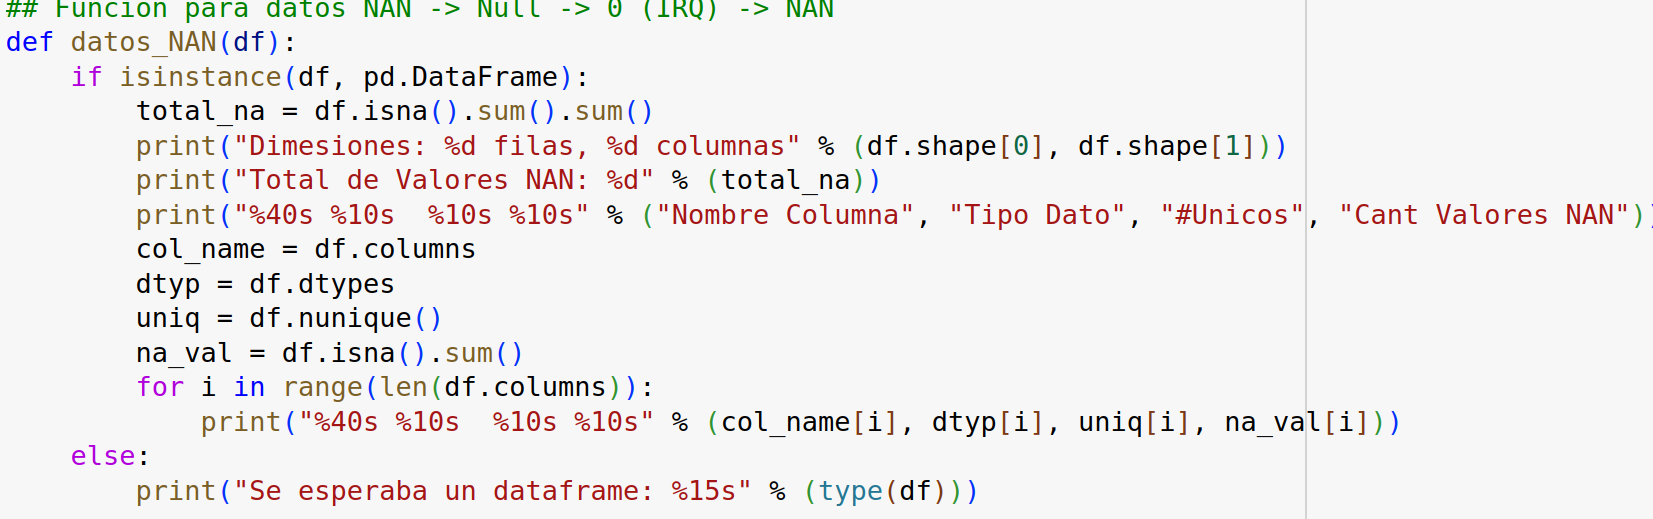 ## Funcion para datos NAN -> Null -> 0 (IRQ) -> NAN
def datos_NAN(df):
    if isinstance(df, pd.DataFrame):
        total_na = df.isna().sum().sum()
        print("Dimesiones: %d filas, %d columnas" % (df.shape[0], df.shape[1]))
        print("Total de Valores NAN: %d" % (total_na))
        print("%40s %10s  %10s %10s" % ("Nombre Columna", "Tipo Dato", "#Unicos", "Cant Valores NAN"))
        col_name = df.columns
        dtyp = df.dtypes
        uniq = df.nunique()
        na_val = df.isna().sum()
        for i in range(len(df.columns)):
            print("%40s %10s  %10s %10s" % (col_name[i], dtyp[i], uniq[i], na_val[i]))
    else:
        print("Se esperaba un dataframe: %15s" % (type(df)))